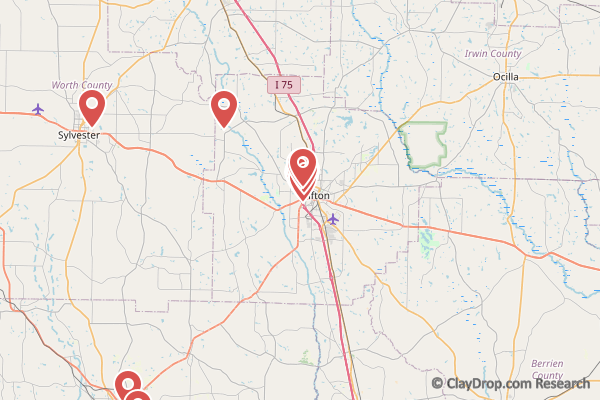 Irwin County
Ocilla
I 75
Worth County
Sylvester
fton
Berrien
County
© ClayDrop.com Research